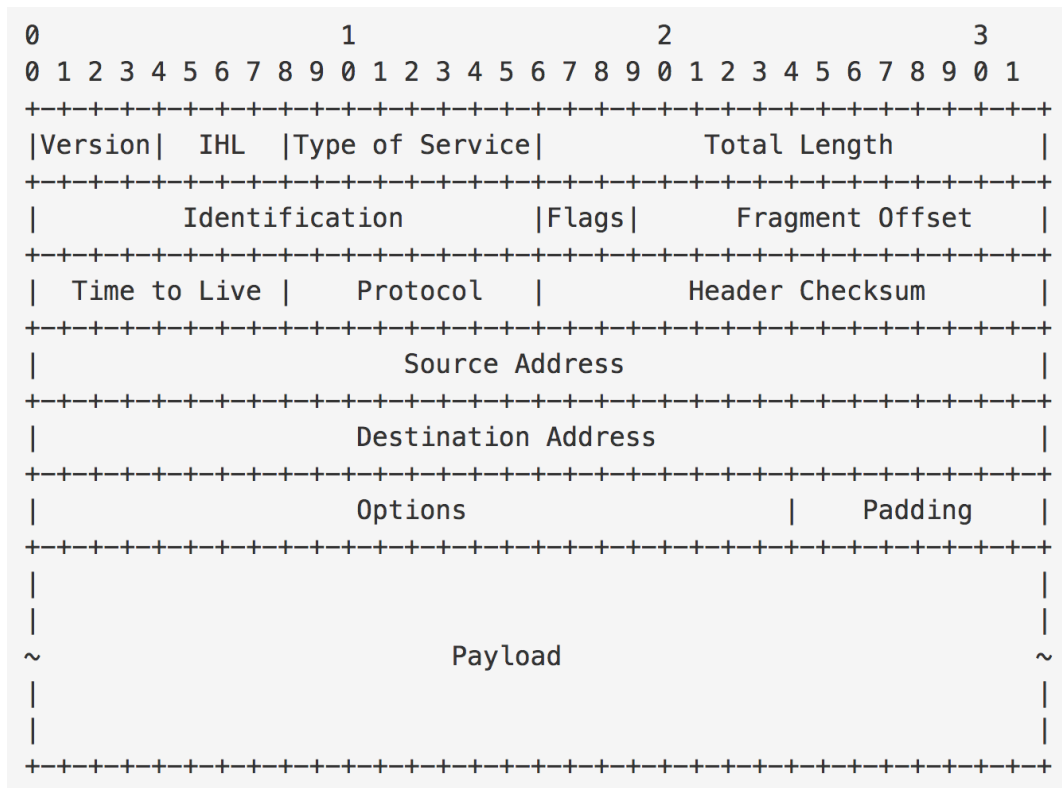 0                   1                   2                   3
0 1 2 3 4 5 6 7 8 9 0 1 2 3 4 5 6 7 8 9 0 1 2 3 4 5 6 7 8 9 0 1
+-+-+-+-+-+-+-+-+-+-+-+-+-+-+-+-+-+-+-+-+-+-+-+-+-+-+-+-+-+-+-+-+
|Version|  IHL  |Type of Service|          Total Length         |
+-+-+-+-+-+-+-+-+-+-+-+-+-+-+-+-+-+-+-+-+-+-+-+-+-+-+-+-+-+-+-+-+
|         Identification        |Flags|      Fragment Offset    |
+-+-+-+-+-+-+-+-+-+-+-+-+-+-+-+-+-+-+-+-+-+-+-+-+-+-+-+-+-+-+-+-+
|  Time to Live |    Protocol   |         Header Checksum       |
+-+-+-+-+-+-+-+-+-+-+-+-+-+-+-+-+-+-+-+-+-+-+-+-+-+-+-+-+-+-+-+-+
|                       Source Address                          |
+-+-+-+-+-+-+-+-+-+-+-+-+-+-+-+-+-+-+-+-+-+-+-+-+-+-+-+-+-+-+-+-+
|                    Destination Address                        |
+-+-+-+-+-+-+-+-+-+-+-+-+-+-+-+-+-+-+-+-+-+-+-+-+-+-+-+-+-+-+-+-+
|                    Options                    |    Padding    |
+-+-+-+-+-+-+-+-+-+-+-+-+-+-+-+-+-+-+-+-+-+-+-+-+-+-+-+-+-+-+-+-+
|                                                               |
|                                                               |
~                          Payload                              ~
|                                                               |
|                                                               |
+-+-+-+-+-+-+-+-+-+-+-+-+-+-+-+-+-+-+-+-+-+-+-+-+-+-+-+-+-+-+-+-+